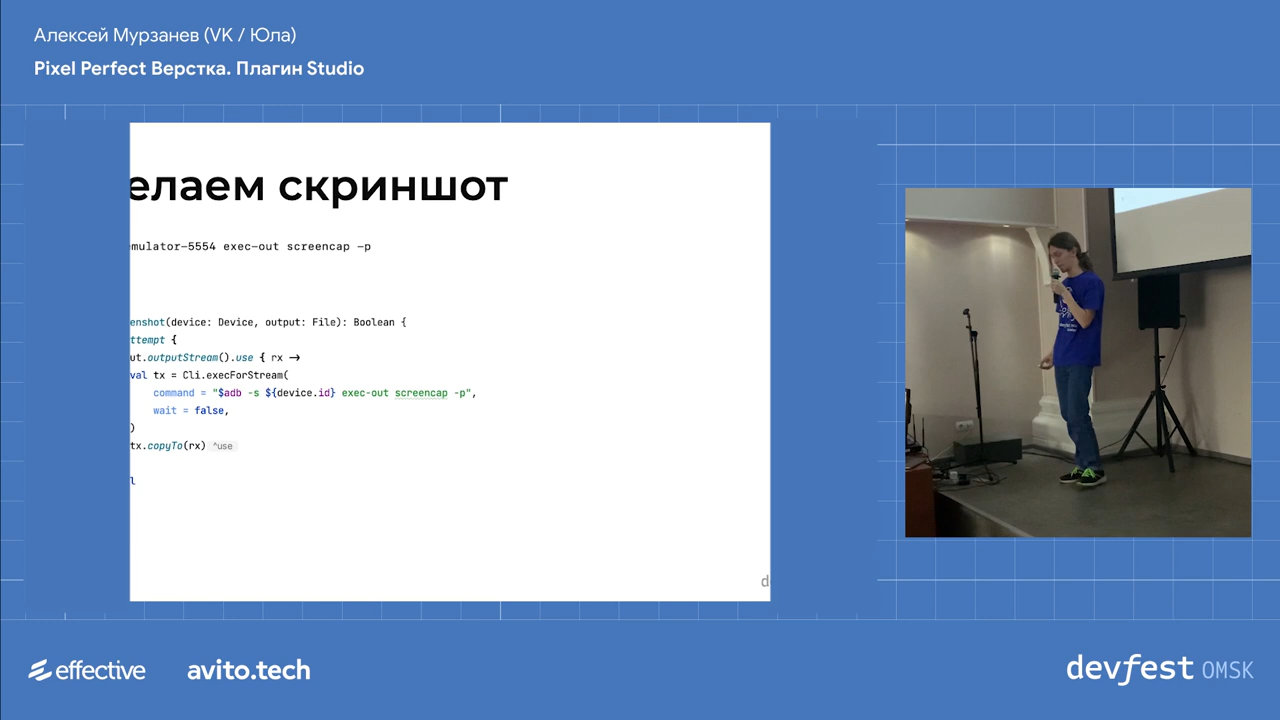 Алексей Мурзанев (VK / Юла)
Pixel Perfect Верстка. Плагин Studio
елаем скриншот
emulator-5554 exec-out screencap -p
enshot(device: Device, output: File): Boolean {
ttempt {
ut.outputStream().use { rx →
val tx = Cli.execForStream(
command = "$adb -s ${device.id} exec-out screencap -p",
wait = false,
)
tx.copyTo(rx) ^use
l
d
effective
avito.tech
devfest OMSK